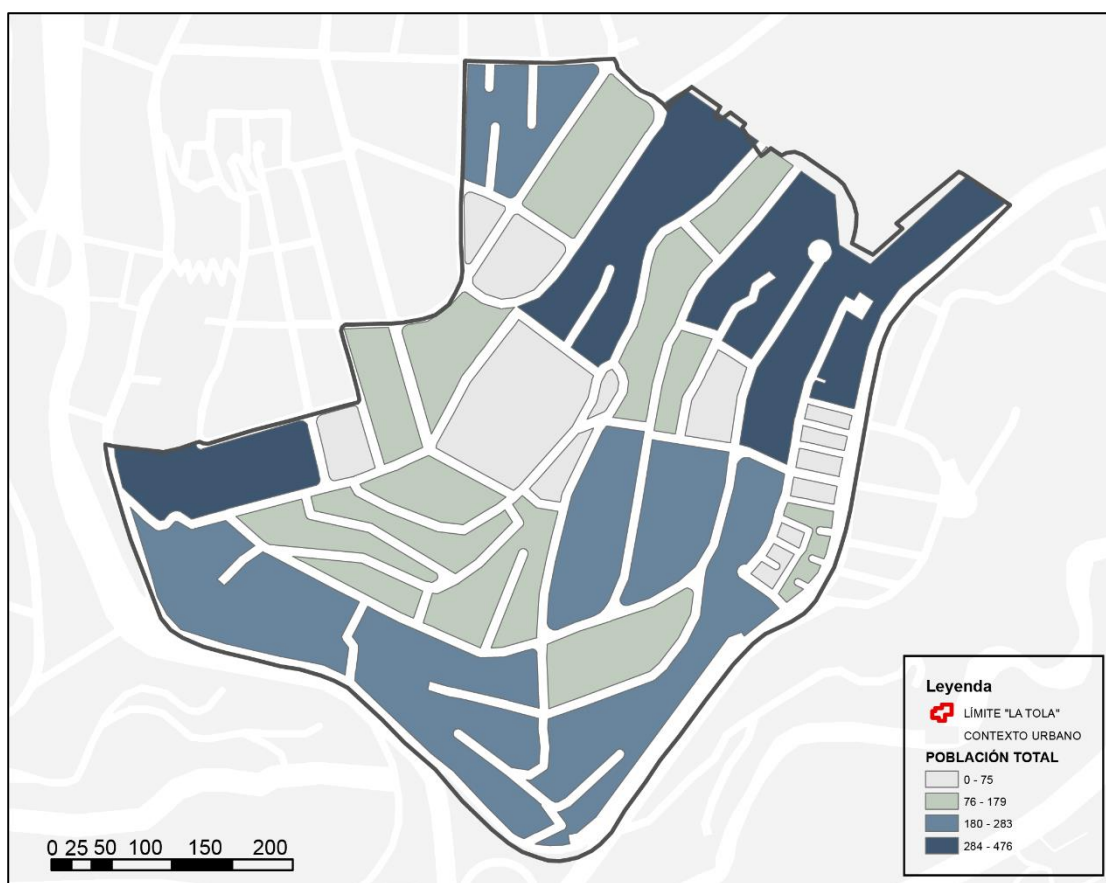 Leyenda
LÍMITE "LA TOLA"
CONTEXTO URBANO
POBLACIÓN TOTAL
0 - 75
76 - 179
180 - 283
284 - 476
0 25 50 100 150 200